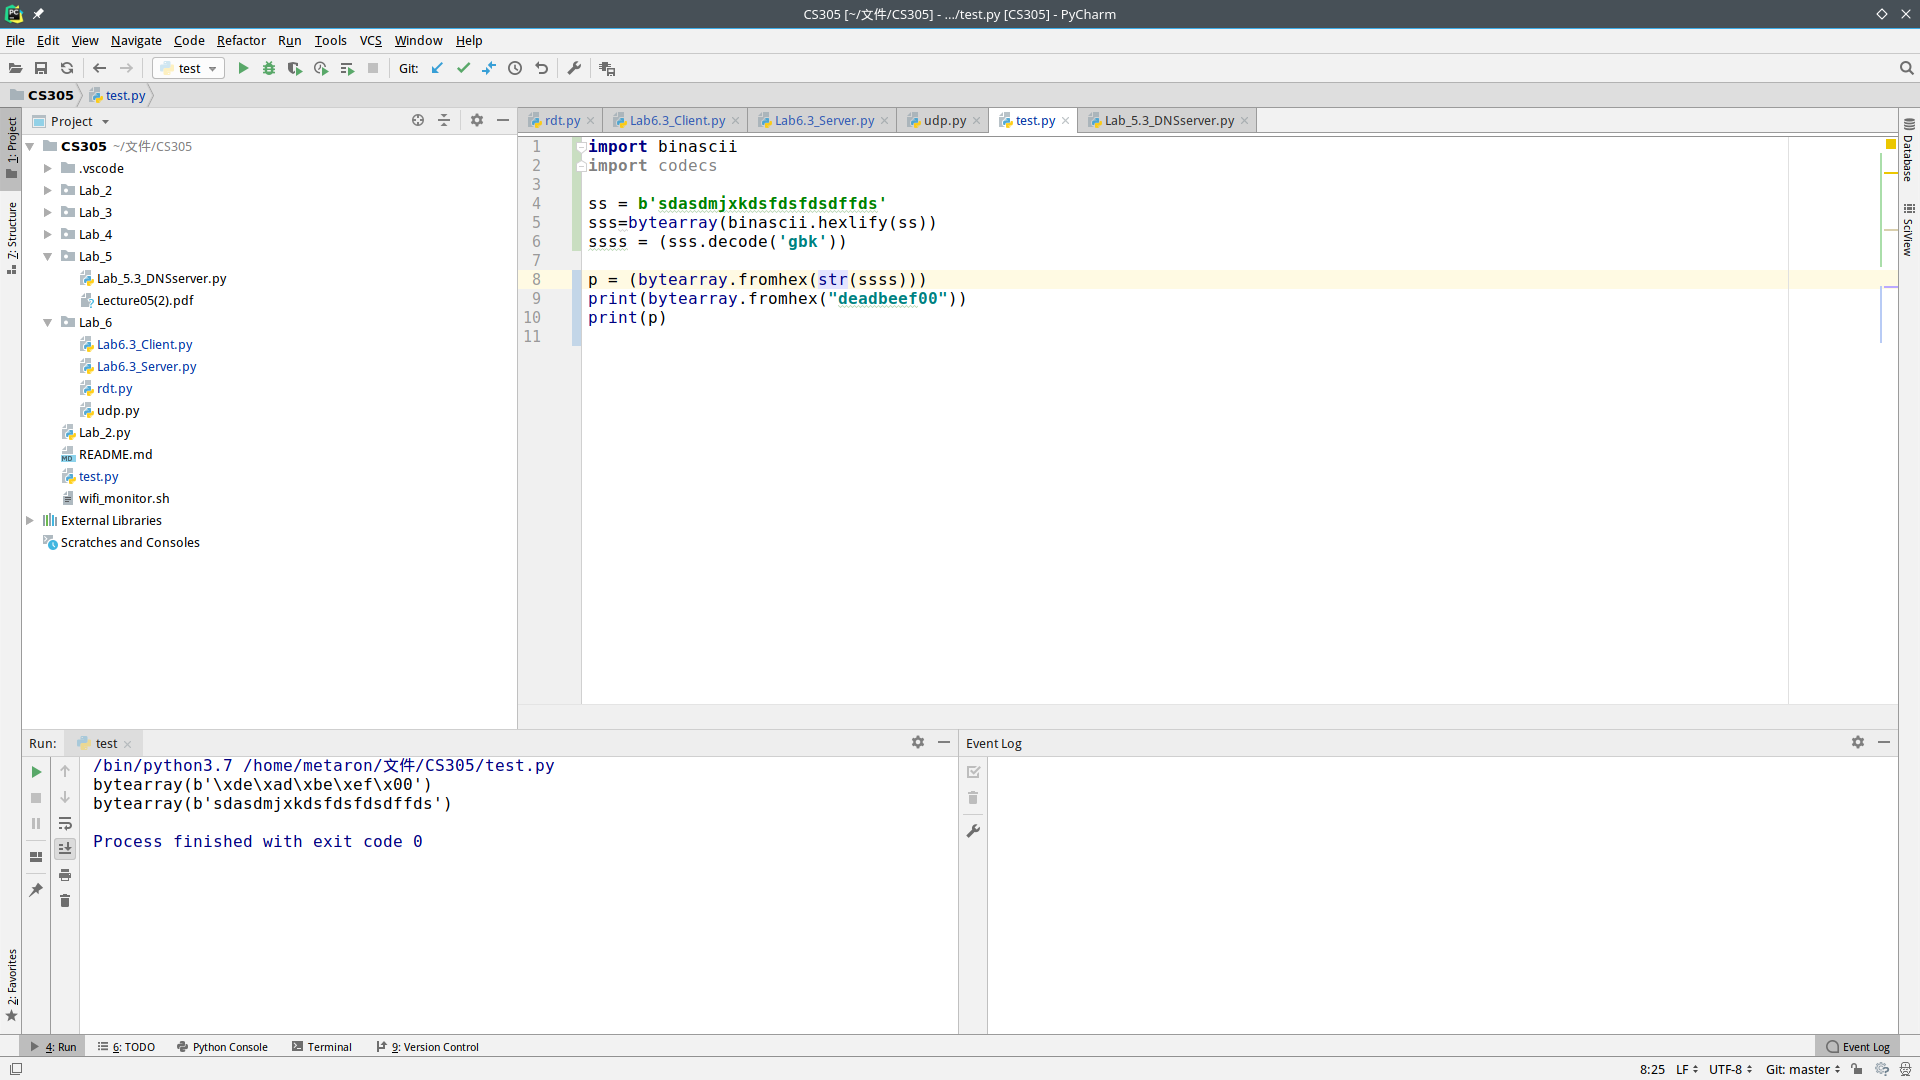 CS305 [~/文件/CS305] - .../test.py [CS305] - PyCharm
File Edit View Navigate Code Refactor Run Tools VCS Window Help
test Git:
CS305 test.py
1: Project
7: Structure
2: Favorites
Project
CS305 ~/文件/CS305
.vscode
Lab_2
Lab_3
Lab_4
Lab_5
Lab_5.3_DNSserver.py
Lecture05(2).pdf
Lab_6
Lab6.3_Client.py
Lab6.3_Server.py
rdt.py
udp.py
Lab_2.py
README.md
test.py
wifi_monitor.sh
External Libraries
Scratches and Consoles
rdt.py Lab6.3_Client.py Lab6.3_Server.py udp.py test.py Lab_5.3_DNSserver.py
1 import binascii
2 import codecs
3
4 ss = b'sdasdmjxkdsfdsfdsdffds'
5 sss=bytearray(binascii.hexlify(ss))
6 ssss = (sss.decode('gbk'))
7
8 p = (bytearray.fromhex(str(ssss)))
9 print(bytearray.fromhex("deadbeef00"))
10 print(p)
11
Database
SciView
Run: test
/bin/python3.7 /home/metaron/文件/CS305/test.py
bytearray(b'\xde\xad\xbe\xef\x00')
bytearray(b'sdasdmjxkdsfdsfdsdffds')
Process finished with exit code 0
Event Log
4: Run 6: TODO Python Console Terminal 9: Version Control Event Log
8:25 LF UTF-8 Git: master